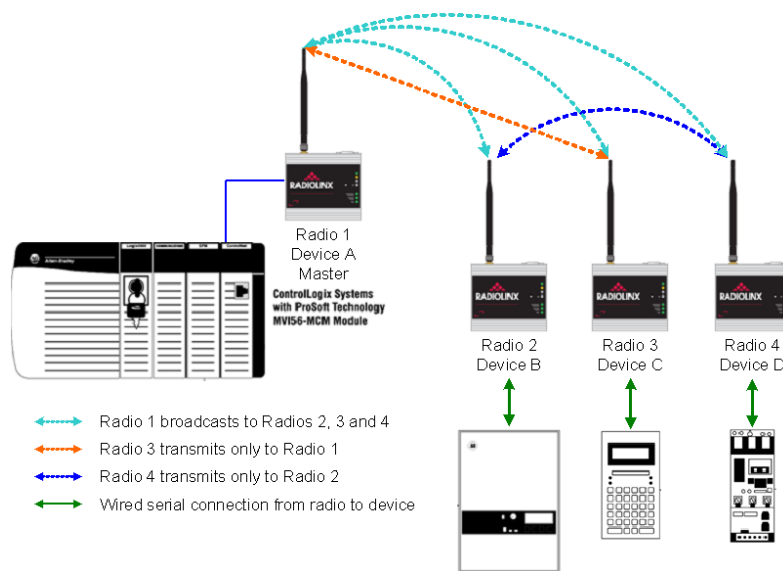 RADIOLINX
Radio 1
Device A
Master
ControlLogix Systems
with ProSoft Technology
MVI56-MCM Module
RADIOLINX
RADIOLINX
RADIOLINX
Radio 2
Device B
Radio 3
Device C
Radio 4
Device D
Radio 1 broadcasts to Radios 2, 3 and 4
Radio 3 transmits only to Radio 1
Radio 4 transmits only to Radio 2
Wired serial connection from radio to device